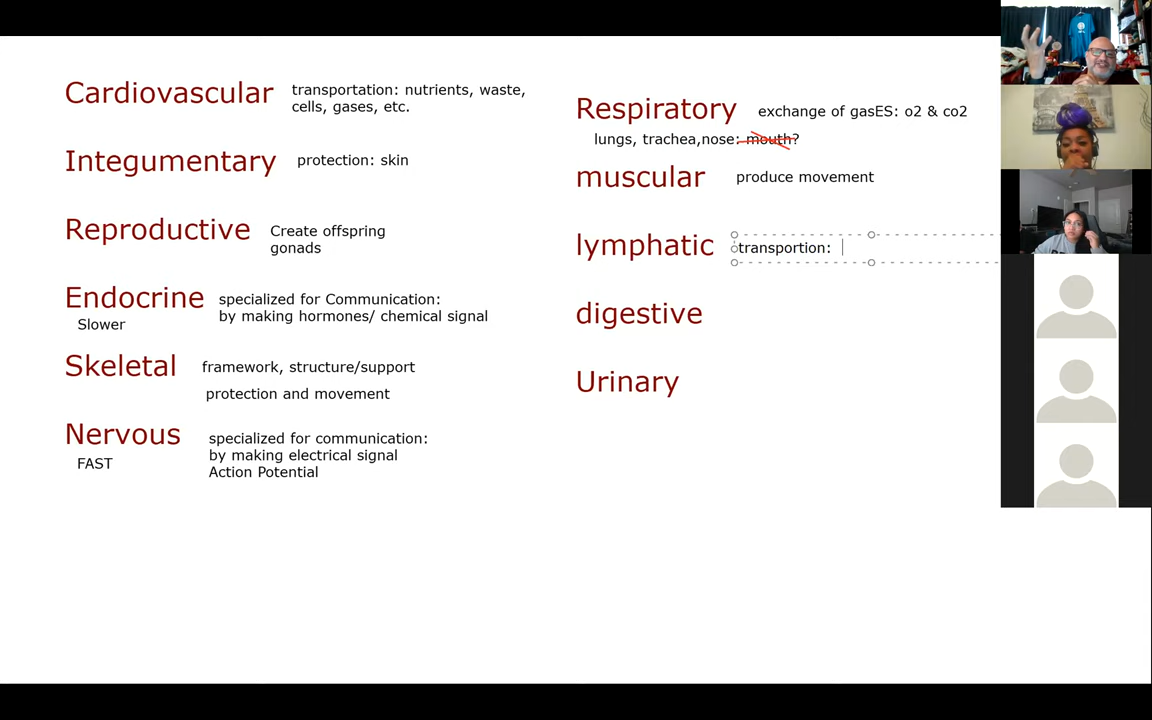 Cardiovascular
transportation: nutrients, waste,
cells, gases, etc.
Integumentary
protection: skin
Reproductive
Create offspring
gonads
Endocrine
specialized for Communication:
by making hormones/ chemical signal
Slower
Skeletal
framework, structure/support
protection and movement
Nervous
specialized for communication:
by making electrical signal
Action Potential
FAST
Respiratory
exchange of gasES: o2 & co2
lungs, trachea,nose: mouth?
muscular
produce movement
lymphatic
transportion:
digestive
Urinary